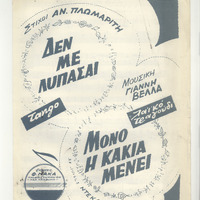 ΣΤΙΧΟΙ ΑΝ. ΠΛΩΜΑΡΙΤΗ
ΔΕΝ
ΜΕ
ΛΥΠΑΣΑΙ
ΜΟΥΣΙΚΗ
ΓΙΑΝΝΗ
ΒΕΛΛΑ
Tango
Λαϊκό
τραγούδι
ΜΟΝΟ
Η ΚΑΚΙΑ
ΜΕΝΕΙ